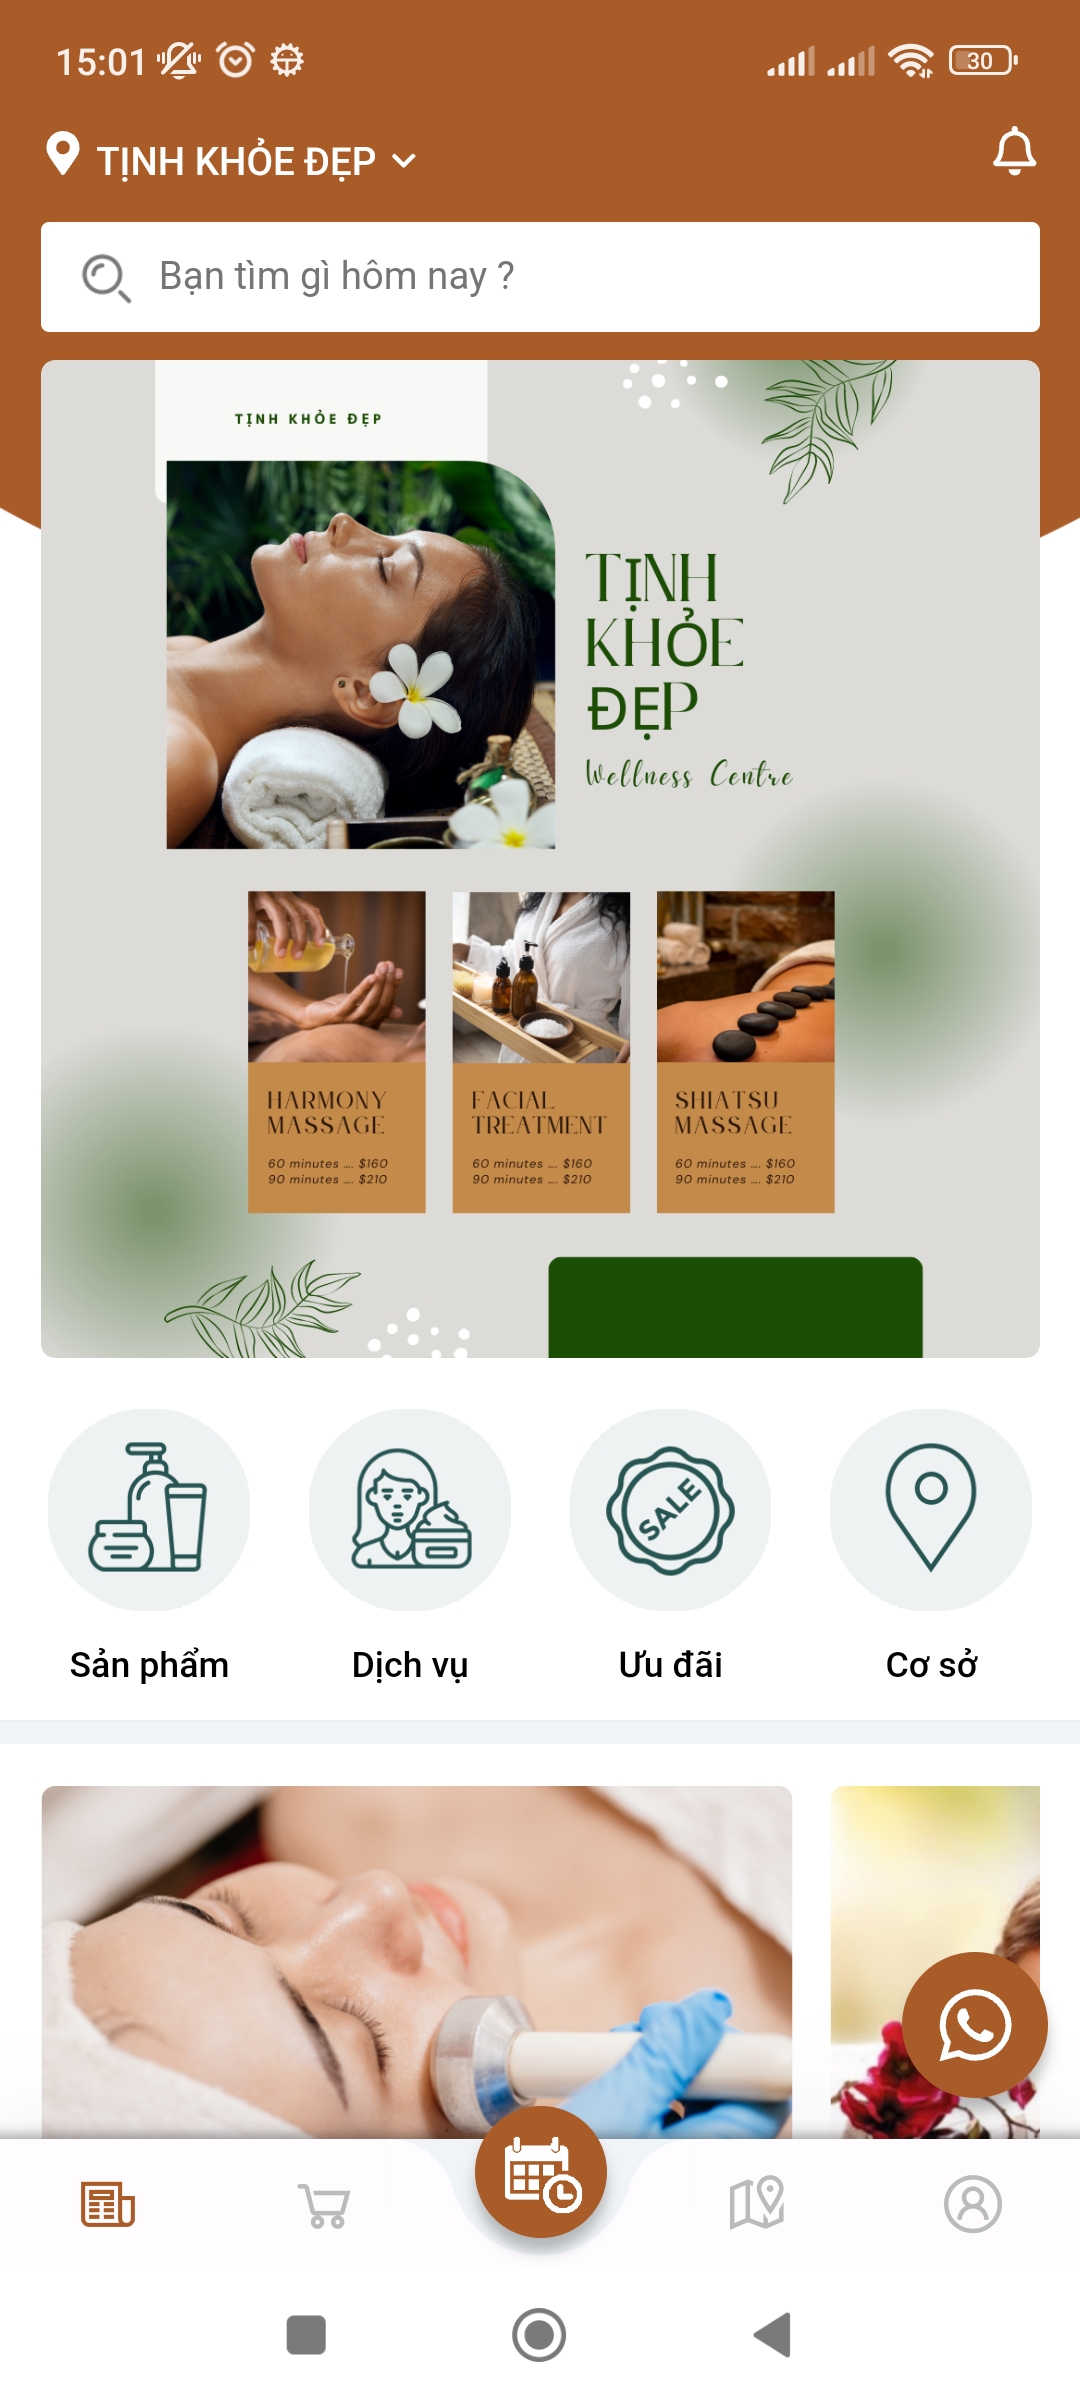 15:01
30
TỊNH KHỎE ĐẸP
Bạn tìm gì hôm nay ?
TỊNH KHỎE ĐẸP
TỊNH
KHỎE
ĐẸP
Wellness Centre
HARMONY
MASSAGE
60 minutes .... $160
90 minutes .... $210
FACIAL
TREATMENT
60 minutes .... $160
90 minutes .... $210
SHIATSU
MASSAGE
60 minutes .... $160
90 minutes .... $210
SALE
Sản phẩm
Dịch vụ
Ưu đãi
Cơ sở